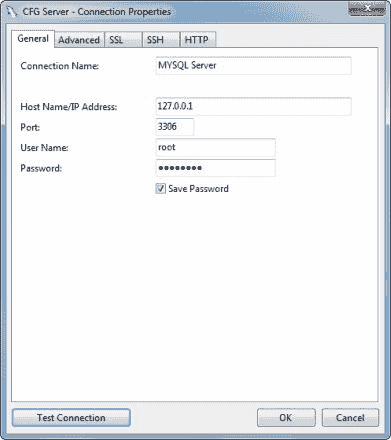 CFG Server - Connection Properties
General Advanced SSL SSH HTTP
Connection Name: MYSQL Server
Host Name/IP Address: 127.0.0.1
Port: 3306
User Name: root
Password: ●●●●●●●●
Save Password
Test Connection OK Cancel